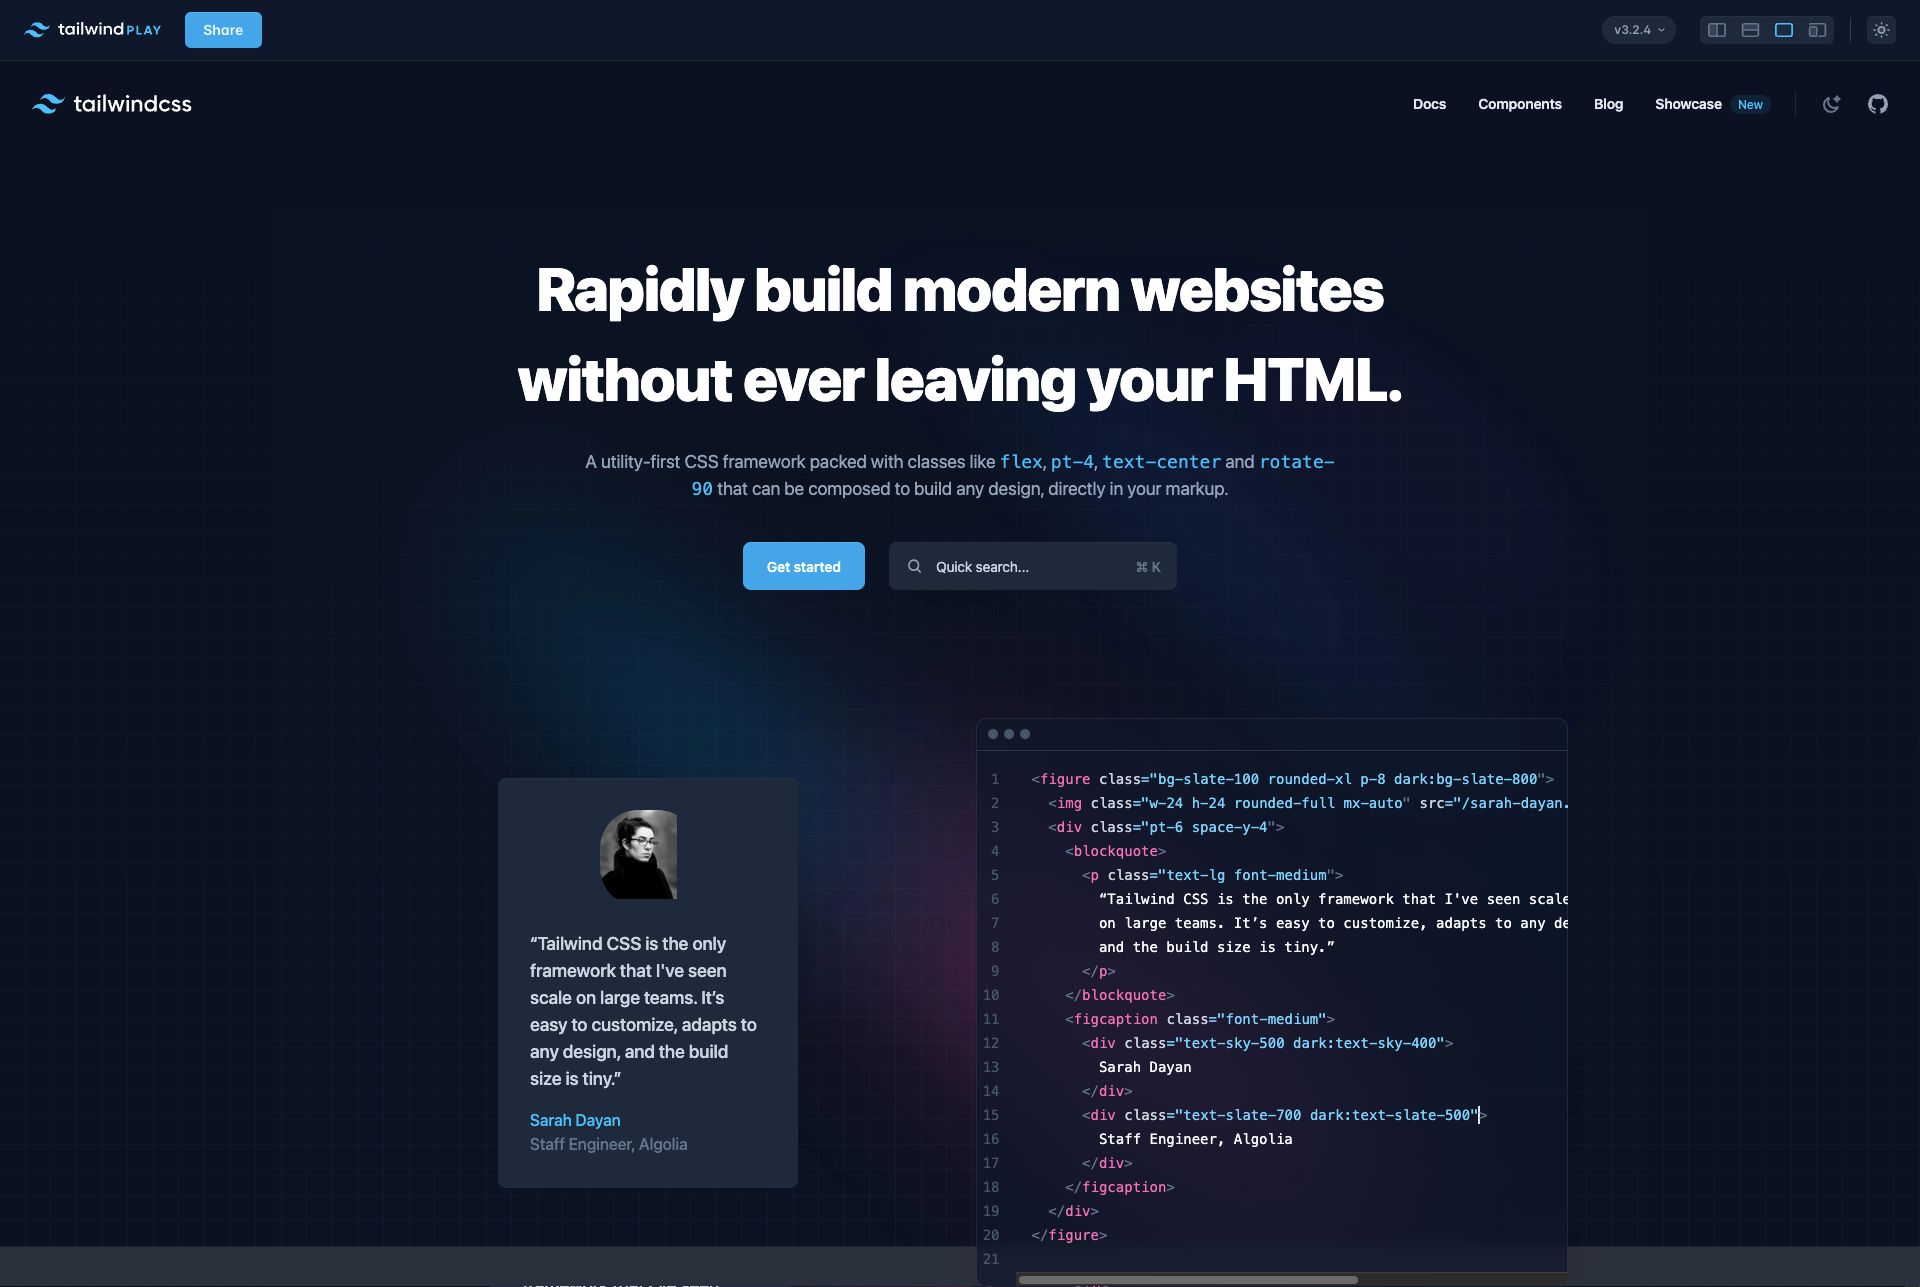 tailwind PLAY
Share
v3.2.4
tailwindcss
Docs
Components
Blog
Showcase
New
Rapidly build modern websites
without ever leaving your HTML.
A utility-first CSS framework packed with classes like flex, pt-4, text-center and rotate-
90 that can be composed to build any design, directly in your markup.
Get started
Quick search...
⌘ K
“Tailwind CSS is the only
framework that I've seen
scale on large teams. It’s
easy to customize, adapts to
any design, and the build
size is tiny.”
Sarah Dayan
Staff Engineer, Algolia
1 <figure class="bg-slate-100 rounded-xl p-8 dark:bg-slate-800">
2 <img class="w-24 h-24 rounded-full mx-auto" src="/sarah-dayan.
3 <div class="pt-6 space-y-4">
4 <blockquote>
5 <p class="text-lg font-medium">
6 “Tailwind CSS is the only framework that I've seen scale
7 on large teams. It’s easy to customize, adapts to any de
8 and the build size is tiny.”
9 </p>
10 </blockquote>
11 <figcaption class="font-medium">
12 <div class="text-sky-500 dark:text-sky-400">
13 Sarah Dayan
14 </div>
15 <div class="text-slate-700 dark:text-slate-500">
16 Staff Engineer, Algolia
17 </div>
18 </figcaption>
19 </div>
20 </figure>
21